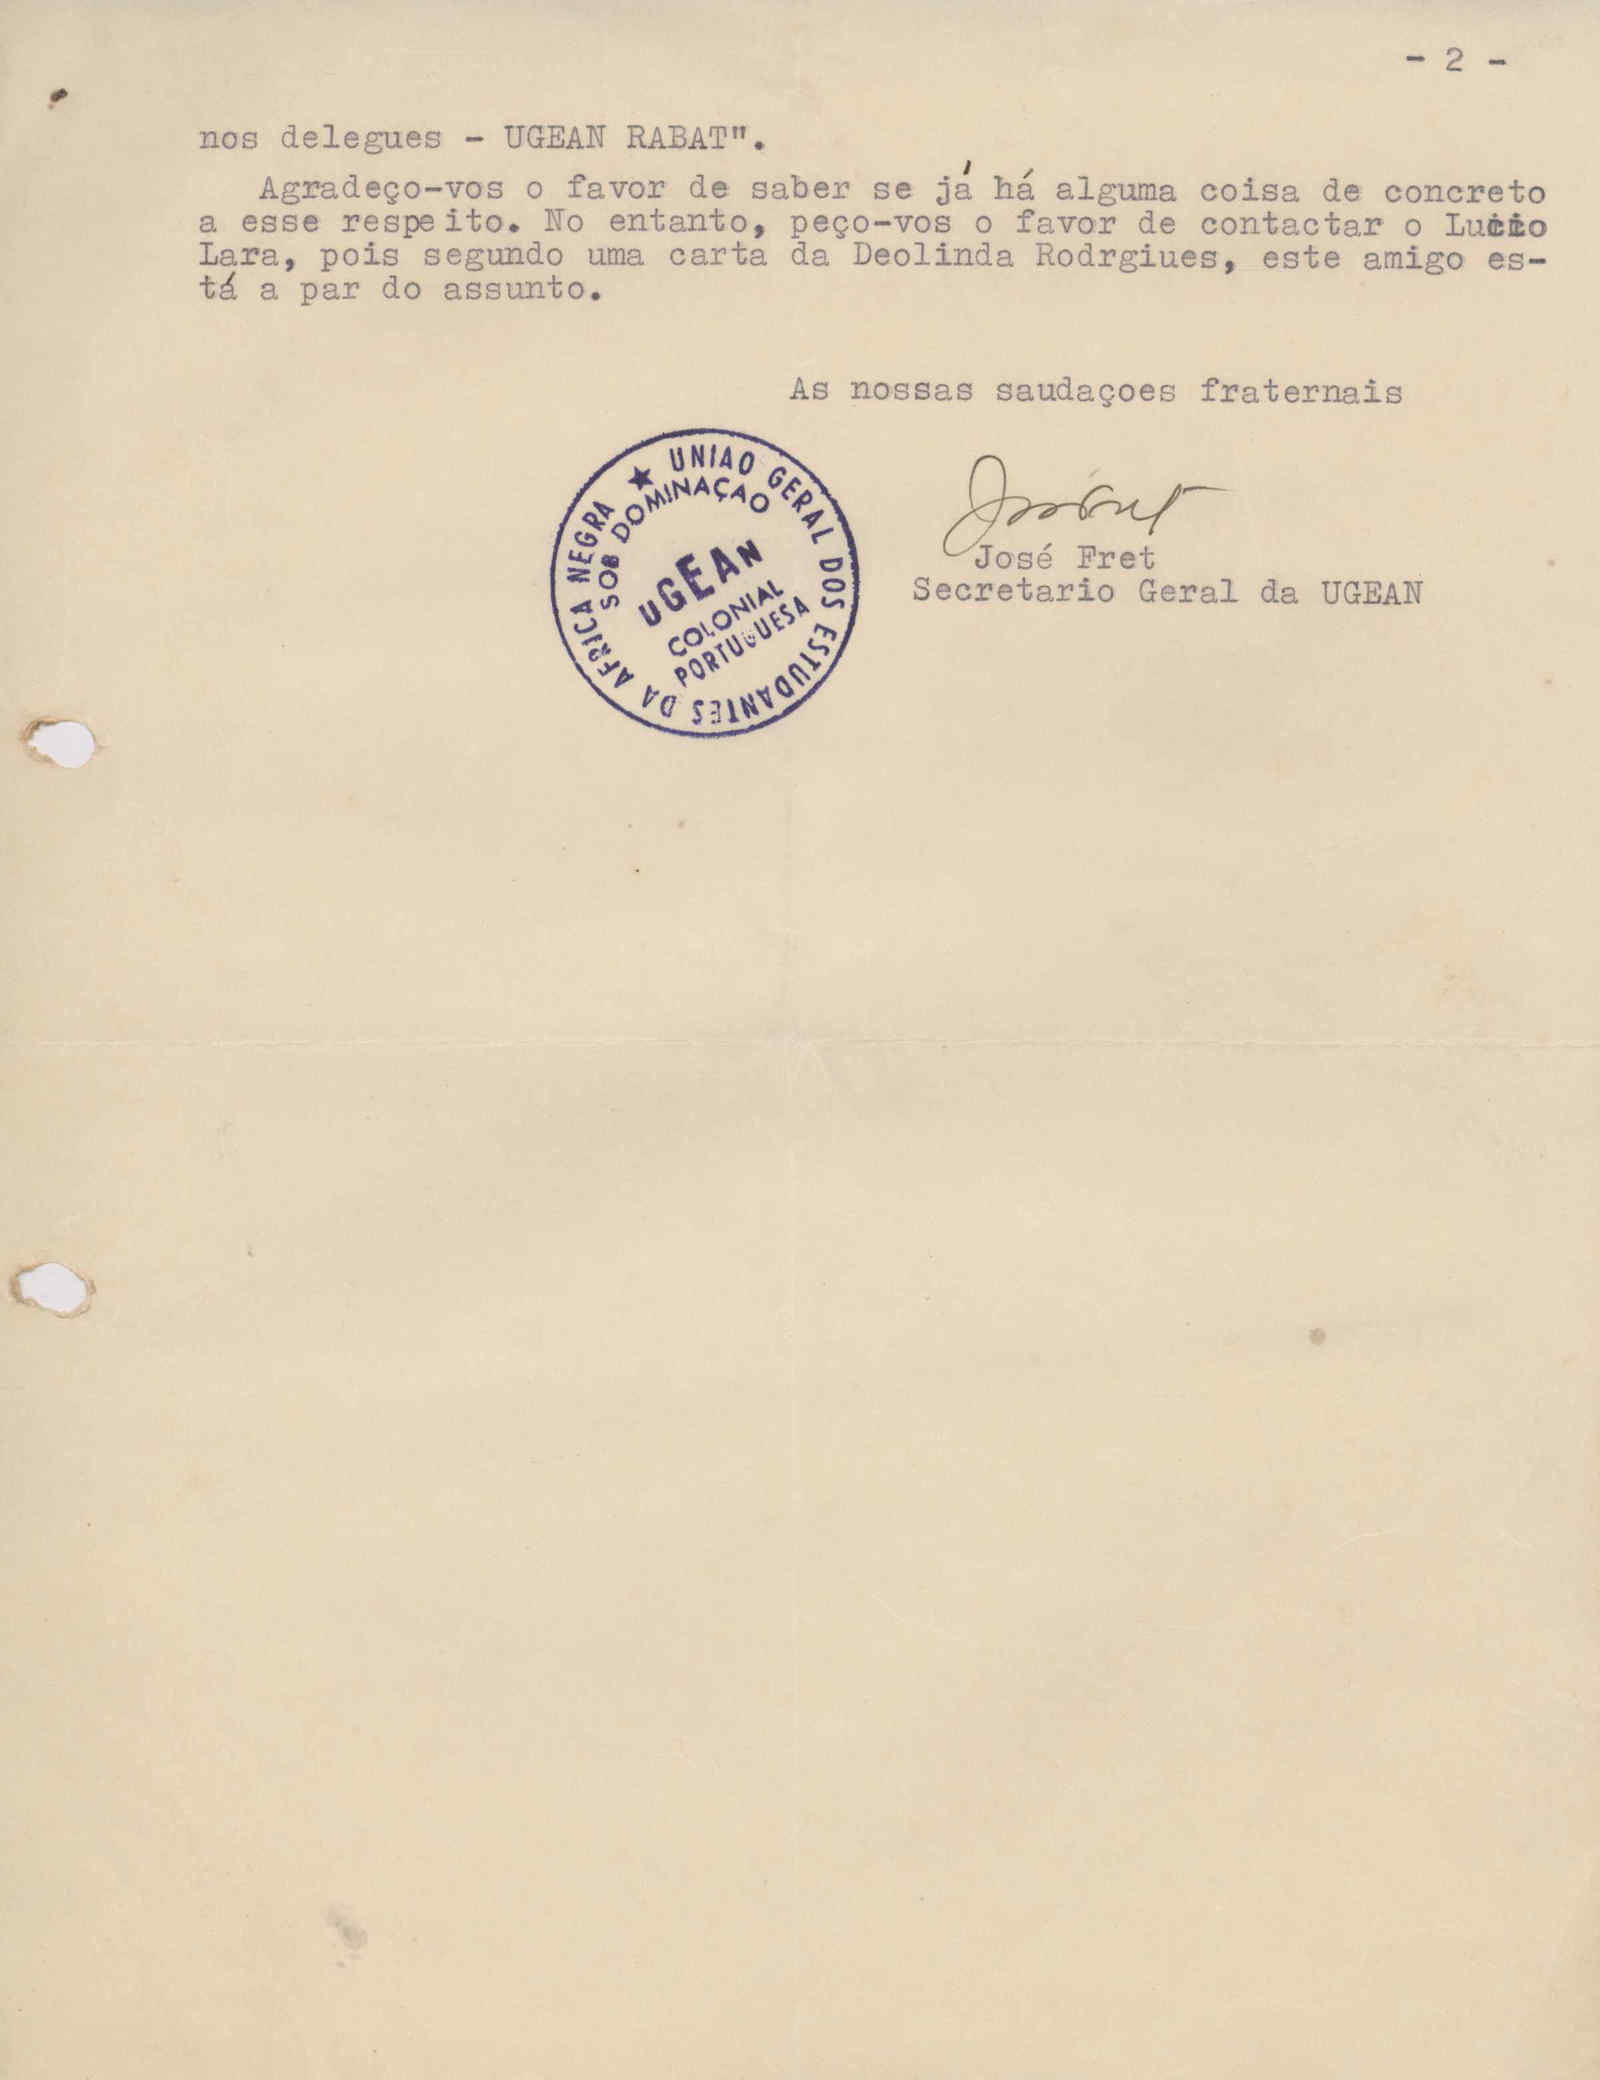 - 2 -
nos delegues - UGEAN RABAT".
Agradeço-vos o favor de saber se já há alguma coisa de concreto
a esse respeito. No entanto, peço-vos o favor de contactar o Lucio
Lara, pois segundo uma carta da Deolinda Rodrgiues, este amigo es-
tá a par do assunto.
As nossas saudaçoes fraternais
UNIAO GERAL DOS ESTUDANTES DA AFRICA NEGRA
SOB DOMINAÇAO
UGEAN
COLONIAL
PORTUGUESA
José Fret
Secretario Geral da UGEAN